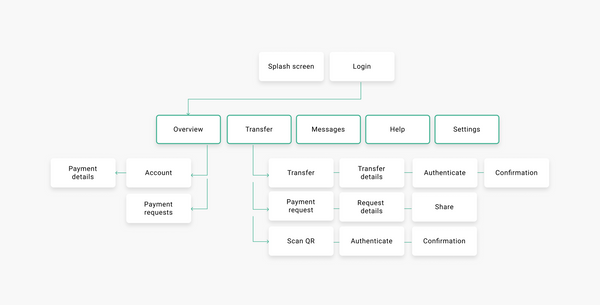 Splash screen
Login
Overview
Transfer
Messages
Help
Settings
Payment
details
Account
Transfer
Transfer
details
Authenticate
Confirmation
Payment
requests
Payment
request
Request
details
Share
Scan QR
Authenticate
Confirmation